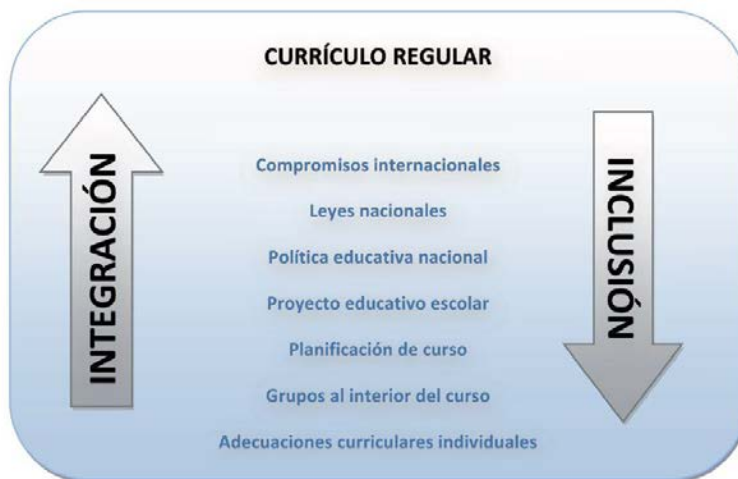 CURRÍCULO REGULAR
INTEGRACIÓN
Compromisos internacionales
Leyes nacionales
Política educativa nacional
Proyecto educativo escolar
Planificación de curso
Grupos al interior del curso
Adecuaciones curriculares individuales
INCLUSIÓN